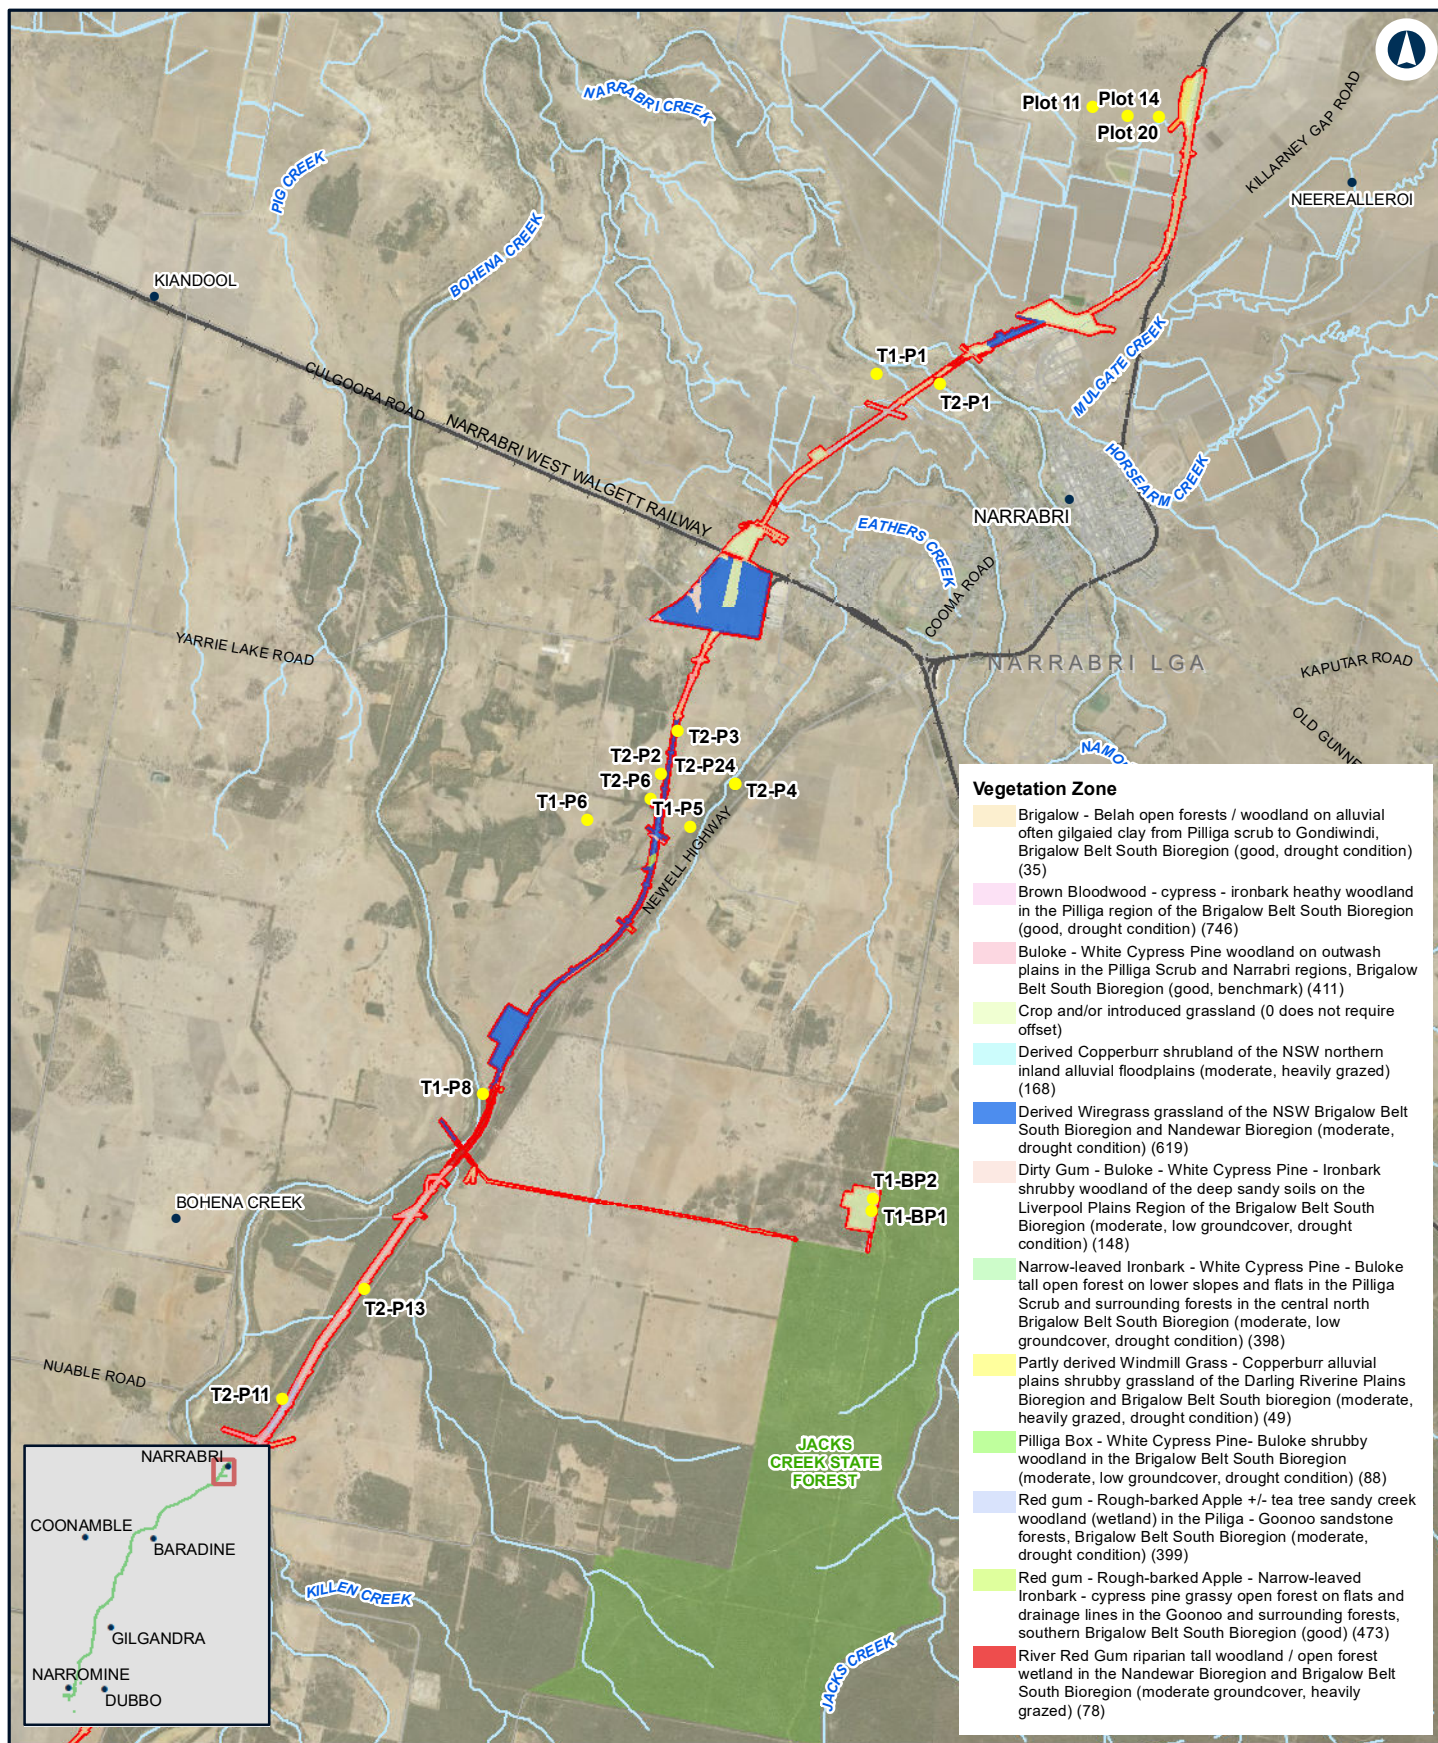 NARRABRI CREEK
Plot 11
Plot 14
Plot 20
KILLARNEY GAP ROAD
NEEREALLEROI
PIG CREEK
BOHENA CREEK
KIANDOOL
MULGATE CREEK
T1-P1
T2-P1
CULGOORA ROAD
NARRABRI WEST WALGETT RAILWAY
HORSEARM CREEK
NARRABRI
EATHERS CREEK
COOMA ROAD
YARRIE LAKE ROAD
NARRABRI LGA
KAPUTAR ROAD
OLD GUNNE
NAMO
T2-P3
T2-P2
T2-P24
T2-P6
T2-P4
T1-P6
T1-P5
NEWELL HIGHWAY
T1-P8
BOHENA CREEK
T1-BP2
T1-BP1
T2-P13
NUABLE ROAD
T2-P11
JACKS
CREEK STATE
FOREST
KILLEN CREEK
JACKS CREEK
NARRABRI
COONAMBLE
BARADINE
GILGANDRA
NARROMINE
DUBBO
Vegetation Zone
Brigalow - Belah open forests / woodland on alluvial
often gilgaied clay from Pilliga scrub to Gondiwindi,
Brigalow Belt South Bioregion (good, drought condition)
(35)
Brown Bloodwood - cypress - ironbark heathy woodland
in the Pilliga region of the Brigalow Belt South Bioregion
(good, drought condition) (746)
Buloke - White Cypress Pine woodland on outwash
plains in the Pilliga Scrub and Narrabri regions, Brigalow
Belt South Bioregion (good, benchmark) (411)
Crop and/or introduced grassland (0 does not require
offset)
Derived Copperburr shrubland of the NSW northern
inland alluvial floodplains (moderate, heavily grazed)
(168)
Derived Wiregrass grassland of the NSW Brigalow Belt
South Bioregion and Nandewar Bioregion (moderate,
drought condition) (619)
Dirty Gum - Buloke - White Cypress Pine - Ironbark
shrubby woodland of the deep sandy soils on the
Liverpool Plains Region of the Brigalow Belt South
Bioregion (moderate, low groundcover, drought
condition) (148)
Narrow-leaved Ironbark - White Cypress Pine - Buloke
tall open forest on lower slopes and flats in the Pilliga
Scrub and surrounding forests in the central north
Brigalow Belt South Bioregion (moderate, low
groundcover, drought condition) (398)
Partly derived Windmill Grass - Copperburr alluvial
plains shrubby grassland of the Darling Riverine Plains
Bioregion and Brigalow Belt South bioregion (moderate,
heavily grazed, drought condition) (49)
Pilliga Box - White Cypress Pine- Buloke shrubby
woodland in the Brigalow Belt South Bioregion
(moderate, low groundcover, drought condition) (88)
Red gum - Rough-barked Apple +/- tea tree sandy creek
woodland (wetland) in the Piliga - Goonoo sandstone
forests, Brigalow Belt South Bioregion (moderate,
drought condition) (399)
Red gum - Rough-barked Apple - Narrow-leaved
Ironbark - cypress pine grassy open forest on flats and
drainage lines in the Goonoo and surrounding forests,
southern Brigalow Belt South Bioregion (good) (473)
River Red Gum riparian tall woodland / open forest
wetland in the Nandewar Bioregion and Brigalow Belt
South Bioregion (moderate groundcover, heavily
grazed) (78)